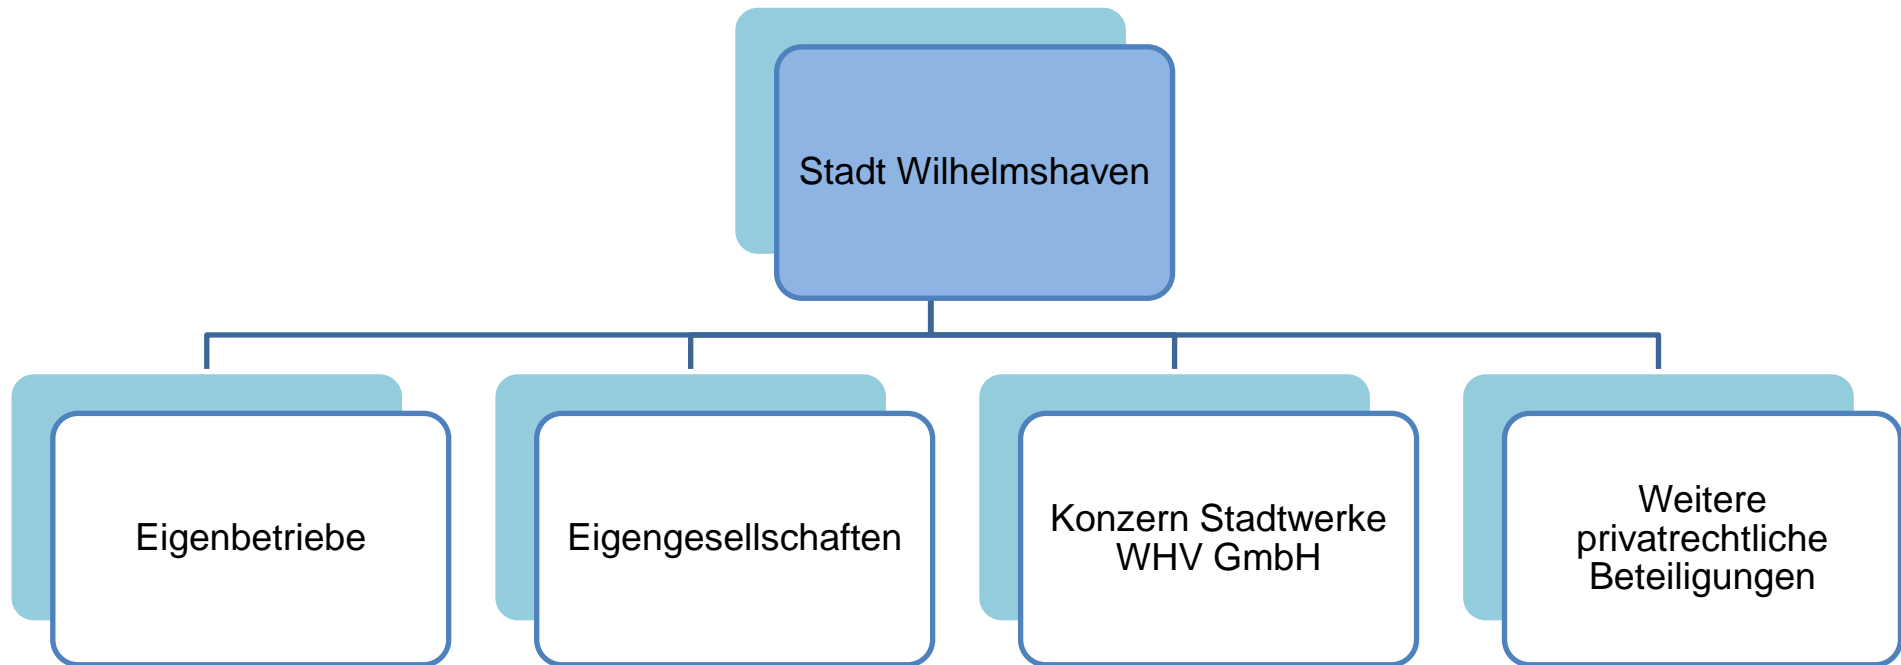 Stadt Wilhelmshaven
Eigenbetriebe
Eigengesellschaften
Konzern Stadtwerke
WHV GmbH
Weitere
privatrechtliche
Beteiligungen